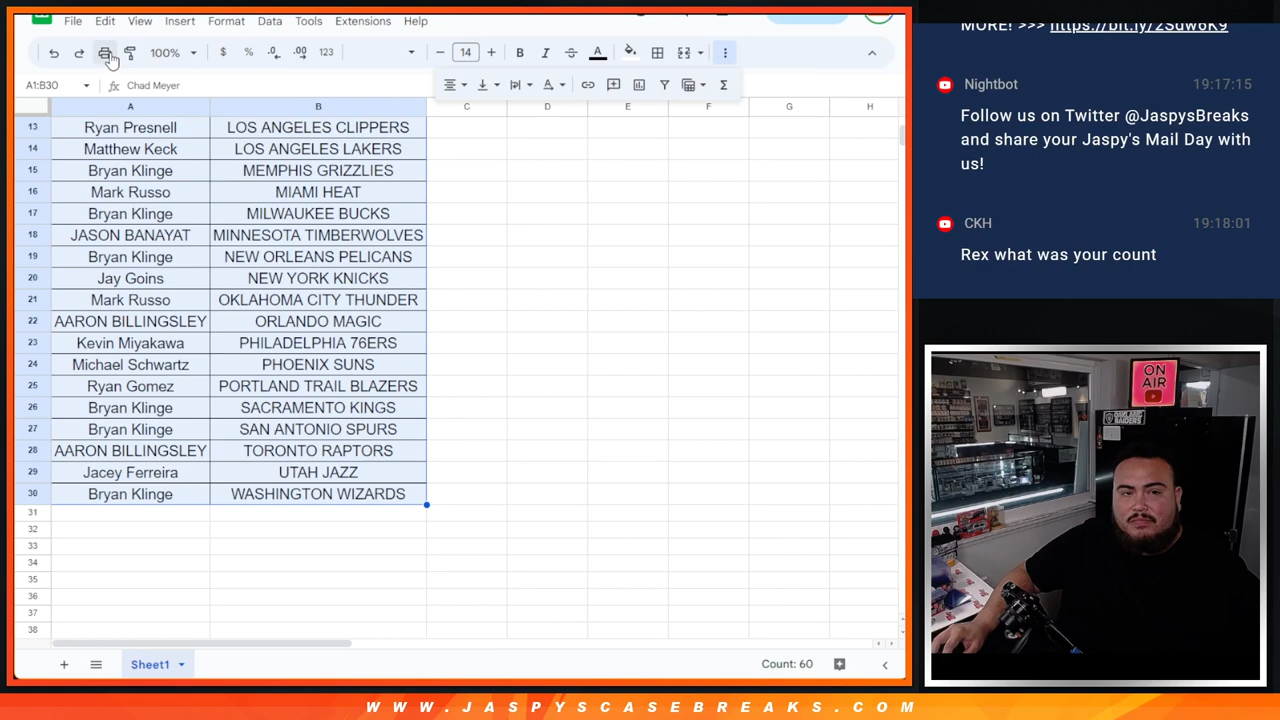 File Edit View Insert Format Data Tools Extensions Help
100% $ % .0 .00 123 14 B I A
A1:B30 fx Chad Meyer
A B C D E F G H
13 Ryan Presnell LOS ANGELES CLIPPERS
14 Matthew Keck LOS ANGELES LAKERS
15 Bryan Klinge MEMPHIS GRIZZLIES
16 Mark Russo MIAMI HEAT
17 Bryan Klinge MILWAUKEE BUCKS
18 JASON BANAYAT MINNESOTA TIMBERWOLVES
19 Bryan Klinge NEW ORLEANS PELICANS
20 Jay Goins NEW YORK KNICKS
21 Mark Russo OKLAHOMA CITY THUNDER
22 AARON BILLINGSLEY ORLANDO MAGIC
23 Kevin Miyakawa PHILADELPHIA 76ERS
24 Michael Schwartz PHOENIX SUNS
25 Ryan Gomez PORTLAND TRAIL BLAZERS
26 Bryan Klinge SACRAMENTO KINGS
27 Bryan Klinge SAN ANTONIO SPURS
28 AARON BILLINGSLEY TORONTO RAPTORS
29 Jacey Ferreira UTAH JAZZ
30 Bryan Klinge WASHINGTON WIZARDS
31
32
33
34
35
36
37
38
Sheet1 Count: 60
MORE! >>> https://bit.ly/2Sdw6K9
Nightbot 19:17:15
Follow us on Twitter @JaspysBreaks
and share your Jaspy's Mail Day with
us!
CKH 19:18:01
Rex what was your count
ON
AIR
OAKLAND
RAIDERS
WWW.JASPYSCASEBREAKS.COM